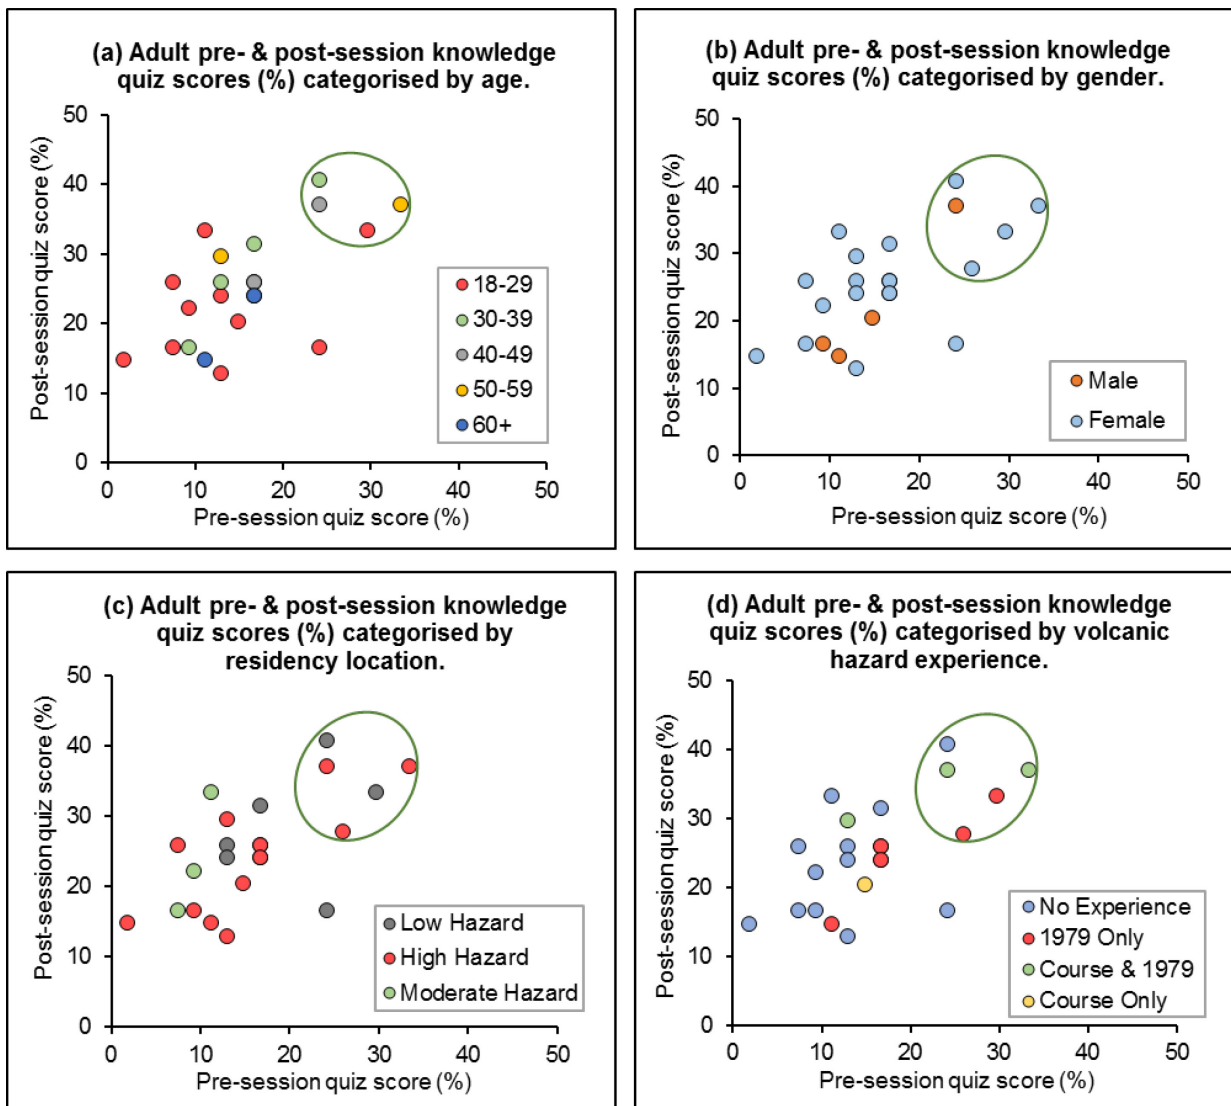 (a) Adult pre- & post-session knowledge
quiz scores (%) categorised by age.
Post-session quiz score (%)
50
40
30
20
10
0
0 10 20 30 40 50
Pre-session quiz score (%)
18-29
30-39
40-49
50-59
60+
(b) Adult pre- & post-session knowledge
quiz scores (%) categorised by gender.
Post-session quiz score (%)
50
40
30
20
10
0
0 10 20 30 40 50
Pre-session quiz score (%)
Male
Female
(c) Adult pre- & post-session knowledge
quiz scores (%) categorised by
residency location.
Post-session quiz score (%)
50
40
30
20
10
0
0 10 20 30 40 50
Pre-session quiz score (%)
Low Hazard
High Hazard
Moderate Hazard
(d) Adult pre- & post-session knowledge
quiz scores (%) categorised by volcanic
hazard experience.
Post-session quiz score (%)
50
40
30
20
10
0
0 10 20 30 40 50
Pre-session quiz score (%)
No Experience
1979 Only
Course & 1979
Course Only